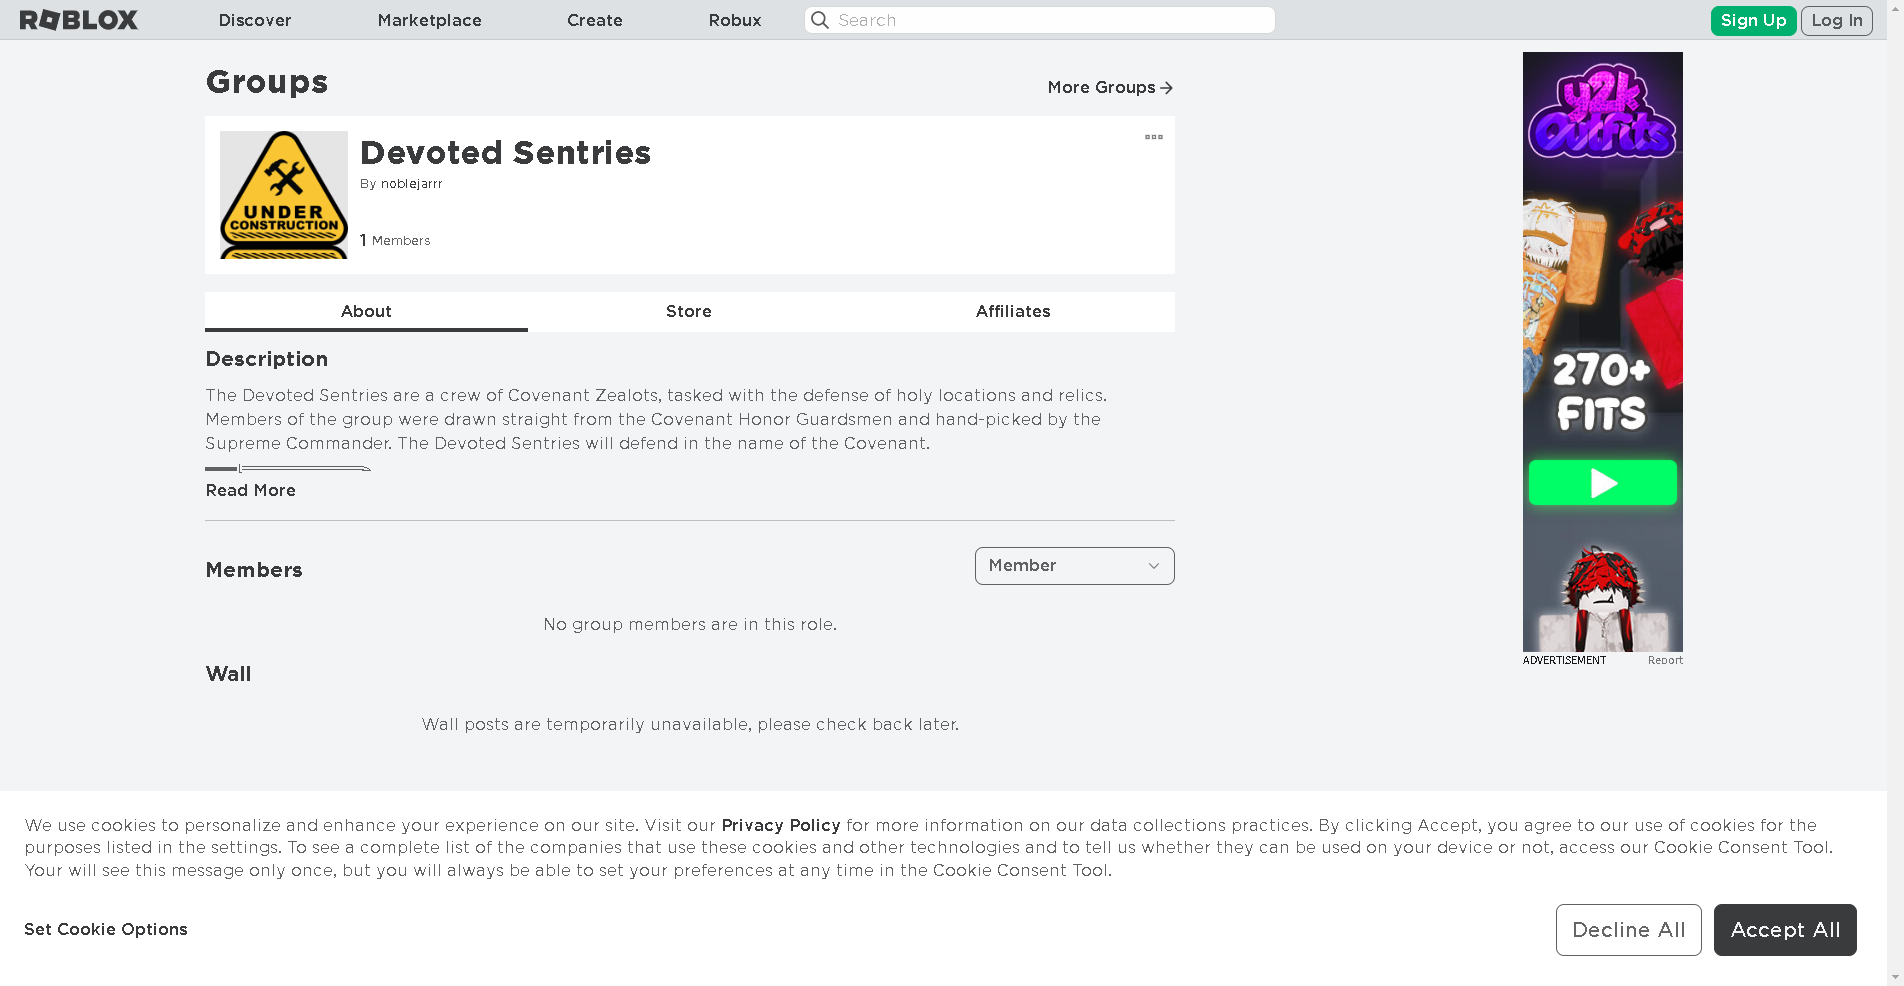 ROBLOX Discover Marketplace Create Robux Search Sign Up Log In
Groups
More Groups
UNDER
CONSTRUCTION
Devoted Sentries
By noblejarrr
1 Members
About Store Affiliates
Description
The Devoted Sentries are a crew of Covenant Zealots, tasked with the defense of holy locations and relics.
Members of the group were drawn straight from the Covenant Honor Guardsmen and hand-picked by the
Supreme Commander. The Devoted Sentries will defend in the name of the Covenant.
Read More
Members
Member
No group members are in this role.
Wall
Wall posts are temporarily unavailable, please check back later.
y2k
Outfits
270+
FITS
ADVERTISEMENT Report
We use cookies to personalize and enhance your experience on our site. Visit our Privacy Policy for more information on our data collections practices. By clicking Accept, you agree to our use of cookies for the
purposes listed in the settings. To see a complete list of the companies that use these cookies and other technologies and to tell us whether they can be used on your device or not, access our Cookie Consent Tool.
Your will see this message only once, but you will always be able to set your preferences at any time in the Cookie Consent Tool.
Set Cookie Options
Decline All
Accept All